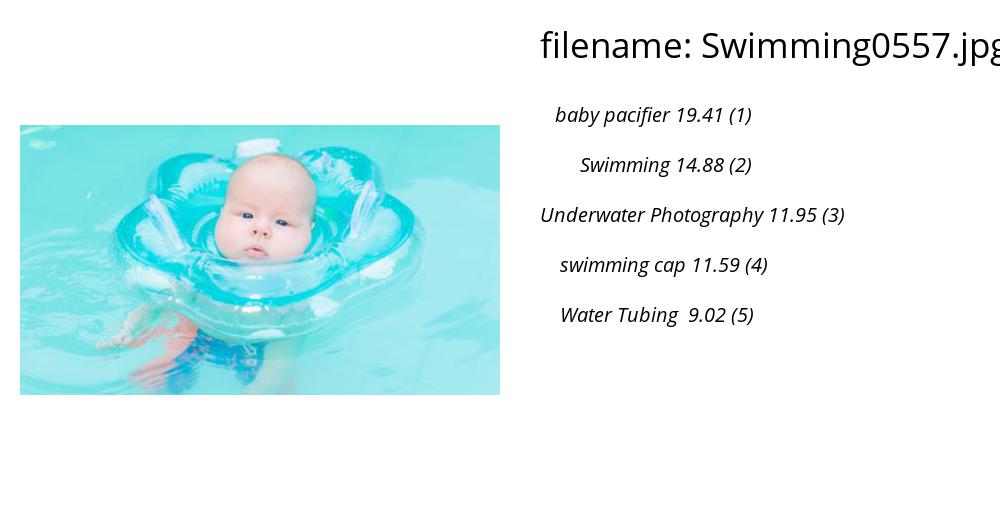 filename: Swimming0557.jpg
baby pacifier 19.41 (1)
Swimming 14.88 (2)
Underwater Photography 11.95 (3)
swimming cap 11.59 (4)
Water Tubing  9.02 (5)